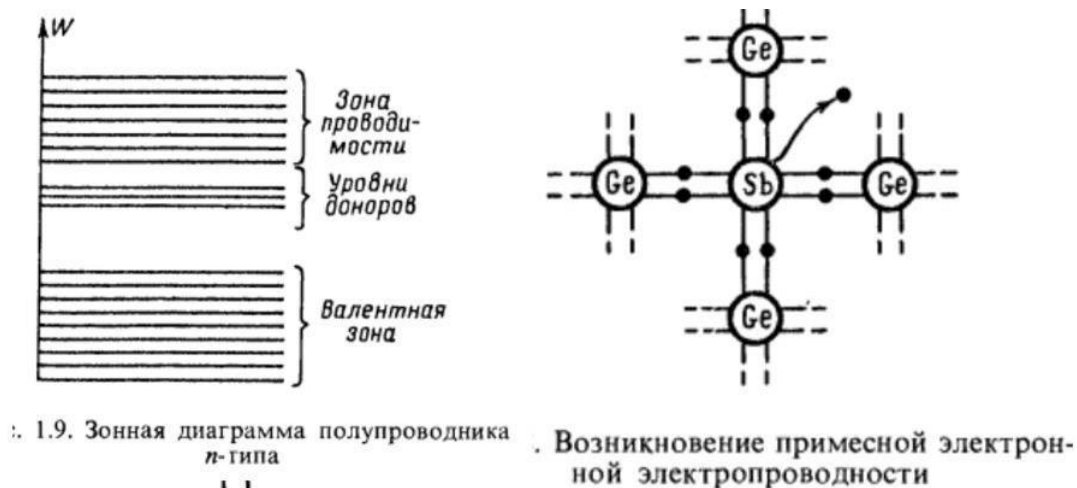 W
Зона
проводи-
мости
Уровни
доноров
Валентная
зона
. 1.9. Зонная диаграмма полупроводника
n-типа
Ge
Ge
Sb
Ge
Ge
. Возникновение примесной электрон-
ной электропроводности